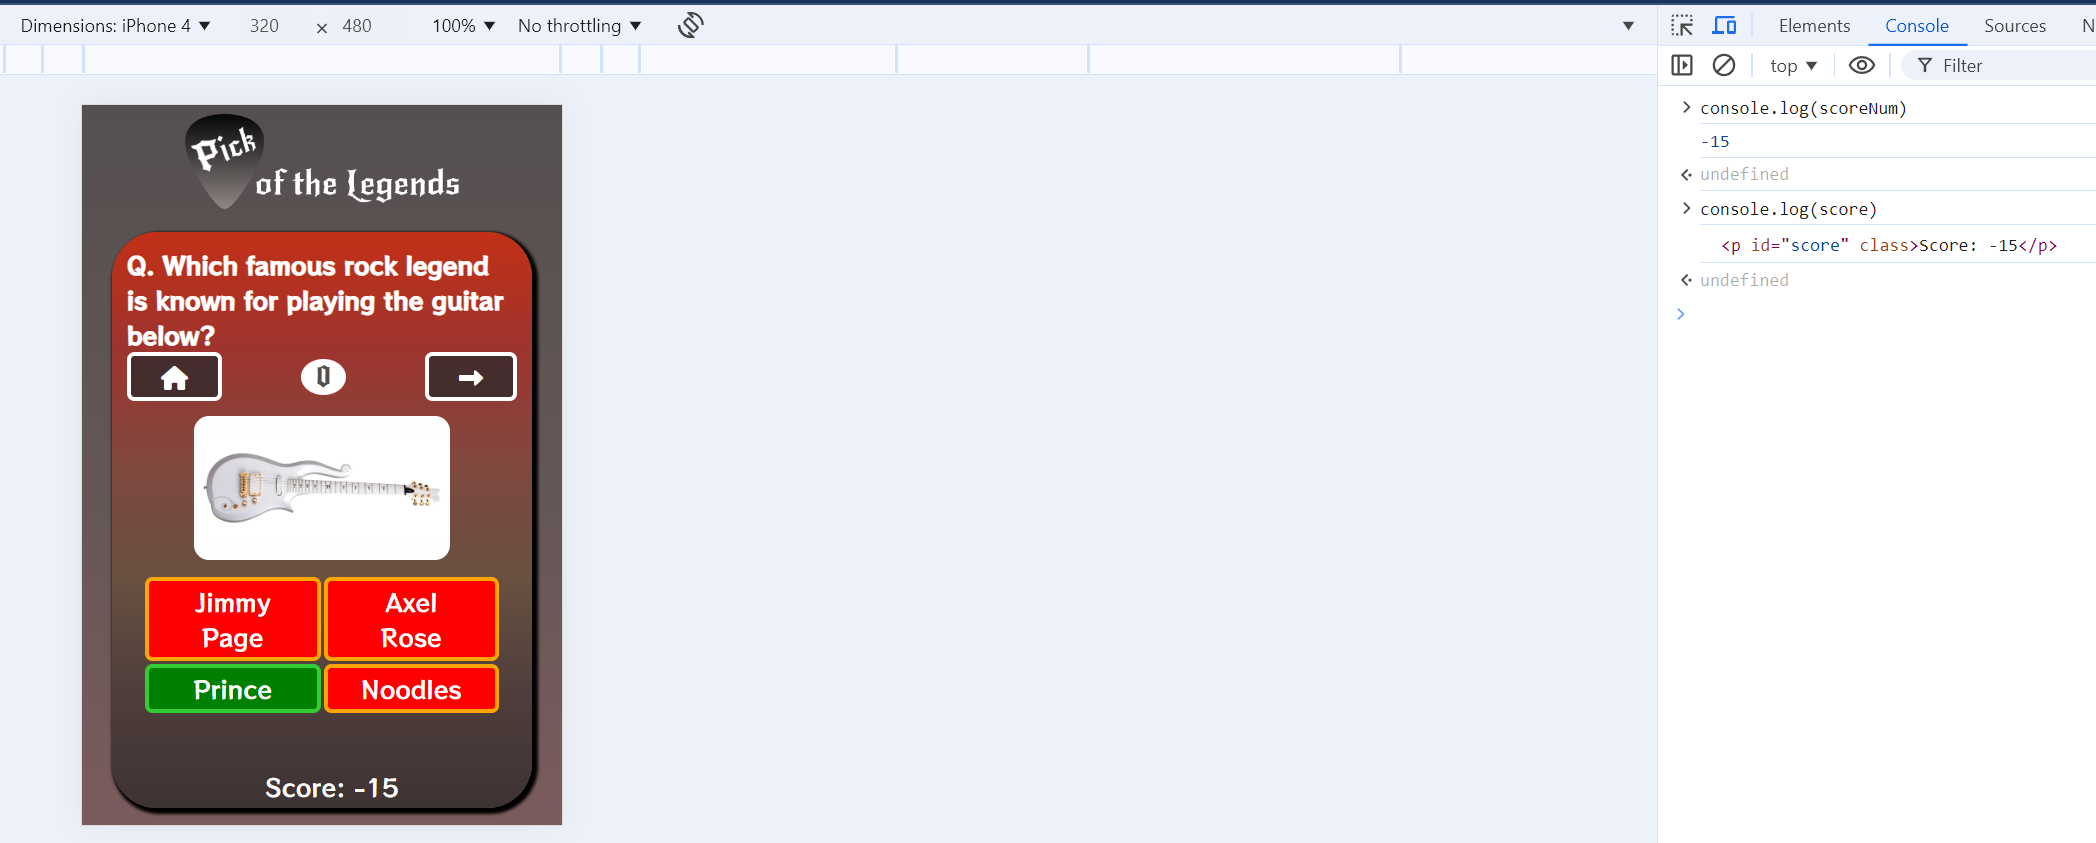 Dimensions: iPhone 4 ▼ 320 × 480 100% ▼ No throttling ▼ ▼
Elements Console Sources N
top ▼ Filter
Pick
of the Legends
Q. Which famous rock legend
is known for playing the guitar
below?
0
Jimmy
Page
Axel
Rose
Prince
Noodles
Score: -15
> console.log(scoreNum)
-15
undefined
> console.log(score)
<p id="score" class>Score: -15</p>
undefined
>